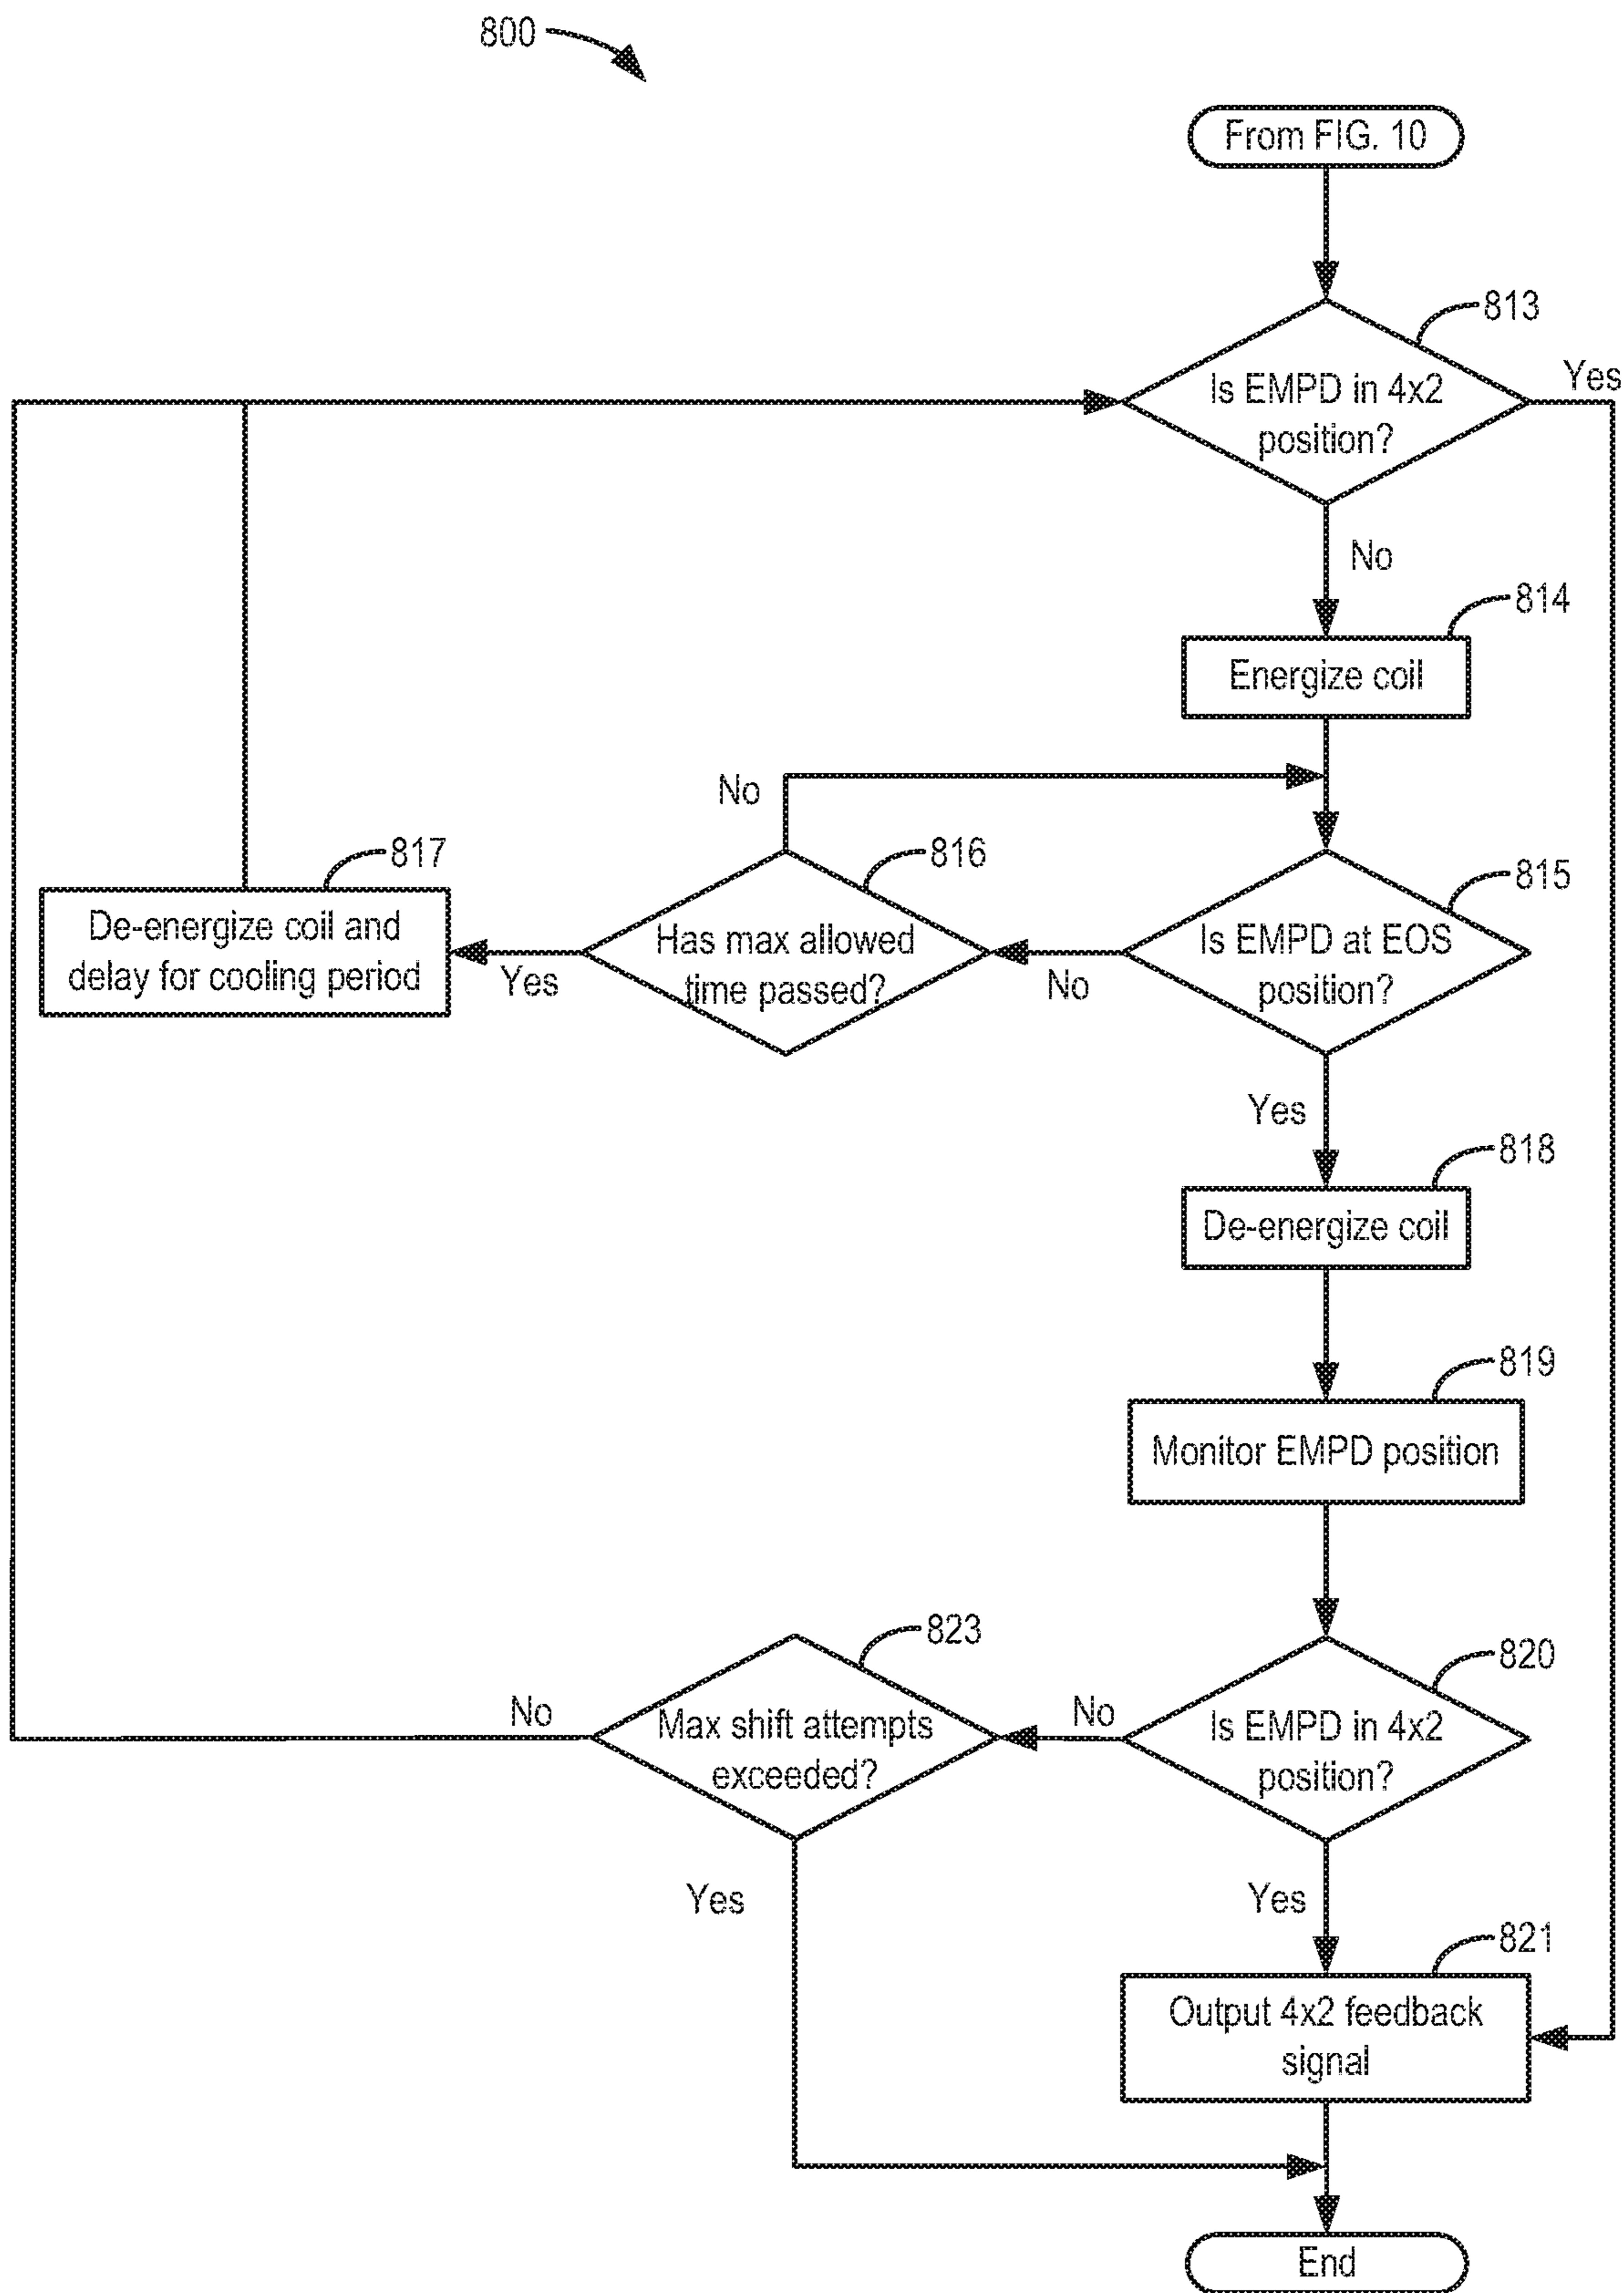 800
From FIG. 10
813
Is EMPD in 4x2
position?
Yes
No
814
Energize coil
No
817
De-energize coil and
delay for cooling period
Yes
816
Has max allowed
time passed?
No
815
Is EMPD at EOS
position?
Yes
818
De-energize coil
819
Monitor EMPD position
823
Max shift attempts
exceeded?
No
No
820
Is EMPD in 4x2
position?
Yes
Yes
821
Output 4x2 feedback
signal
End